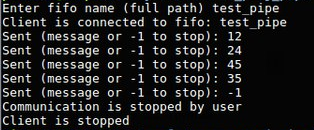 Enter fifo name (full path) test_pipe
Client is connected to fifo: test_pipe
Sent (message or -1 to stop): 12
Sent (message or -1 to stop): 24
Sent (message or -1 to stop): 45
Sent (message or -1 to stop): 35
Sent (message or -1 to stop): -1
Communication is stopped by user
Client is stopped